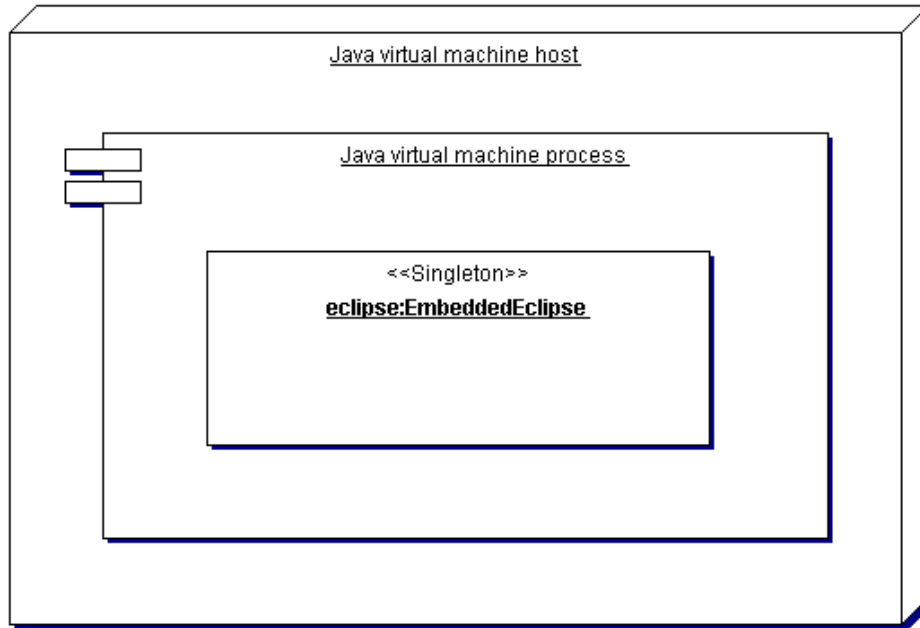 Java virtual machine host
Java virtual machine process
<<Singleton>>
eclipse:EmbeddedEclipse